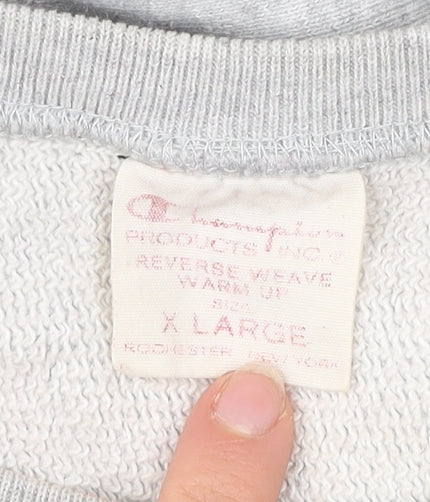 Champion
PRODUCTS INC.®
REVERSE WEAVE
WARM UP
SIZE
X LARGE
ROCHESTER NEW YORK